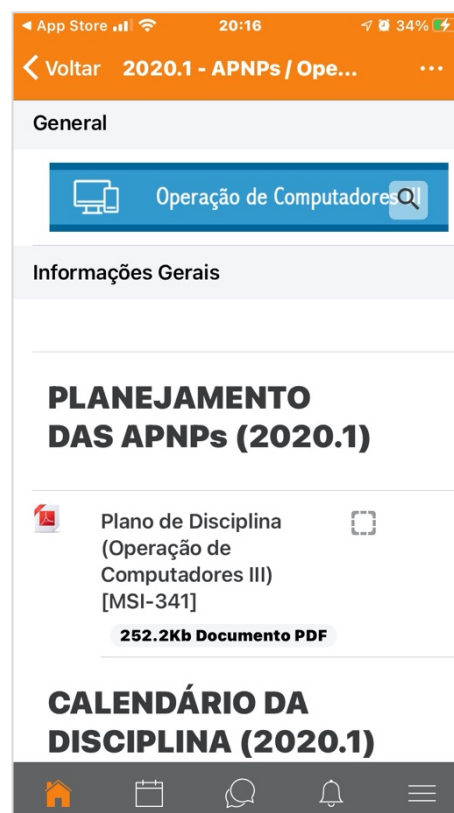 App Store 20:16 34%
Voltar 2020.1 - APNPs / Ope...
General
Operação de Computadores III
Informações Gerais
PLANEJAMENTO
DAS APNPs (2020.1)
Plano de Disciplina
(Operação de
Computadores III)
[MSI-341]
252.2Kb Documento PDF
CALENDÁRIO DA
DISCIPLINA (2020.1)